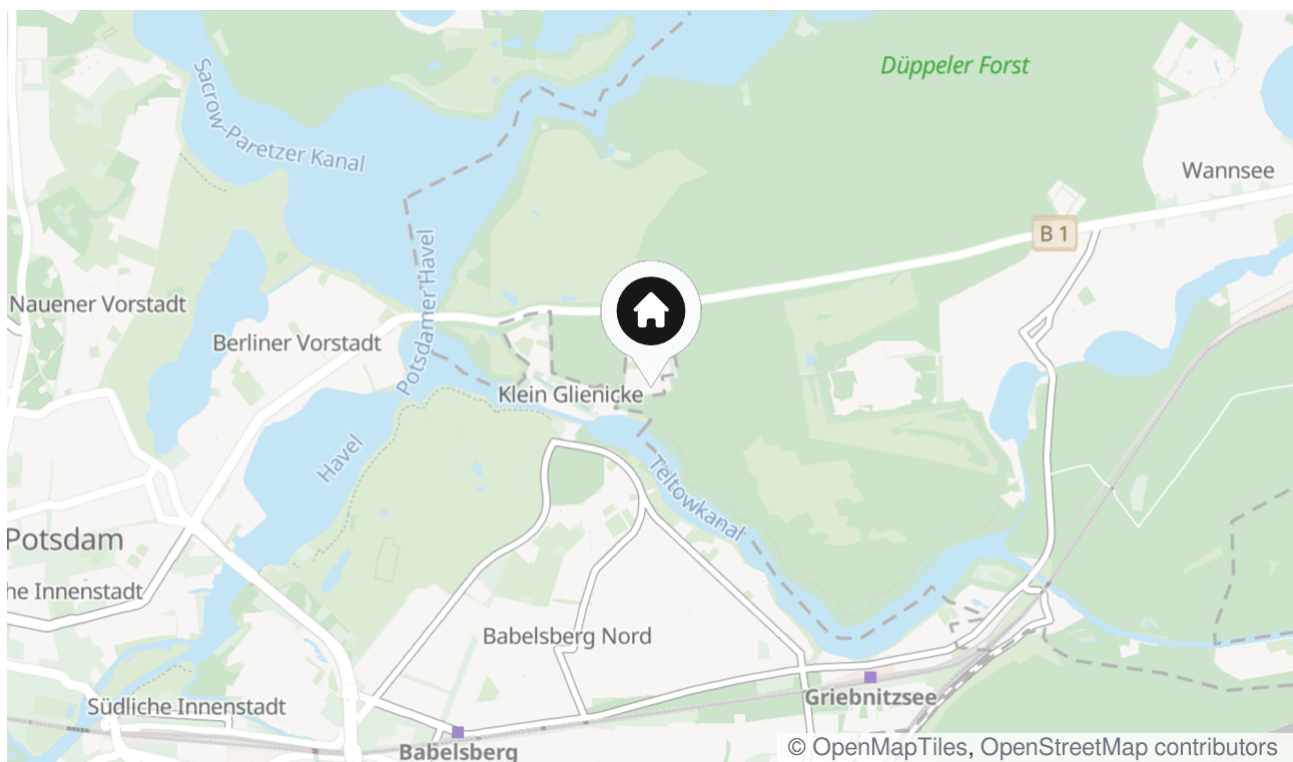 Düppeler Forst
Sacrow-Paretzer Kanal
Wannsee
B 1
Potsdamer Havel
Nauener Vorstadt
Berliner Vorstadt
Klein Glienicke
Havel
Teltowkanal
Potsdam
he Innenstadt
Babelsberg Nord
Griebnitzsee
Südliche Innenstadt
Babelsberg
© OpenMapTiles, OpenStreetMap contributors